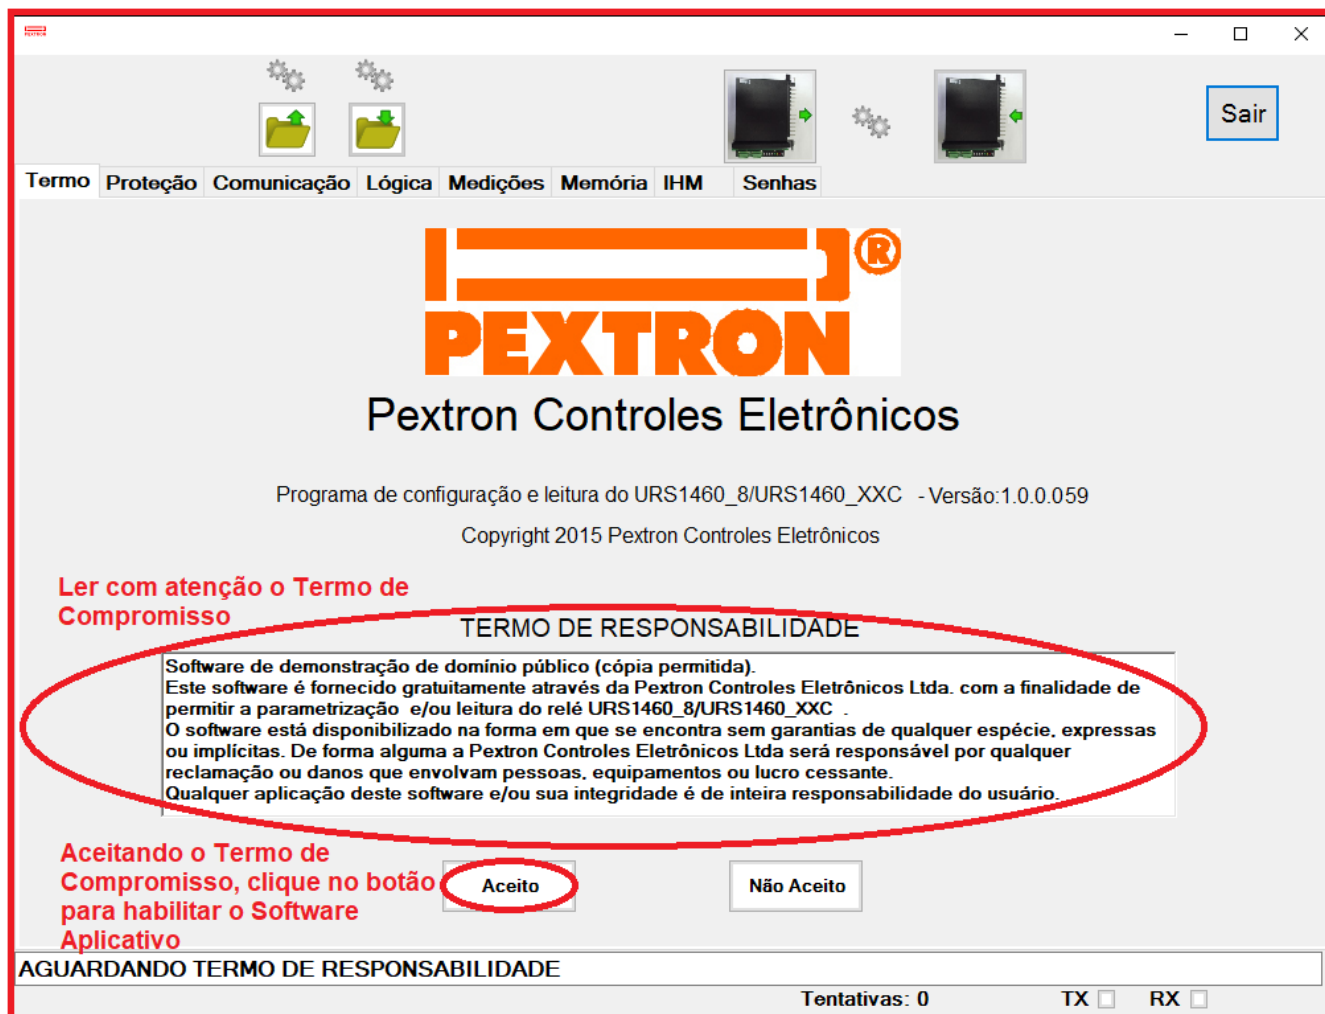 PEXTRON
Sair
Termo Proteção Comunicação Lógica Medições Memória IHM Senhas
®
PEXTRON
Pextron Controles Eletrônicos
Programa de configuração e leitura do URS1460_8/URS1460_XXC - Versão:1.0.0.059
Copyright 2015 Pextron Controles Eletrônicos
Ler com atenção o Termo de
Compromisso
TERMO DE RESPONSABILIDADE
Software de demonstração de domínio público (cópia permitida).
Este software é fornecido gratuitamente através da Pextron Controles Eletrônicos Ltda. com a finalidade de
permitir a parametrização e/ou leitura do relé URS1460_8/URS1460_XXC .
O software está disponibilizado na forma em que se encontra sem garantias de qualquer espécie, expressas
ou implícitas. De forma alguma a Pextron Controles Eletrônicos Ltda será responsável por qualquer
reclamação ou danos que envolvam pessoas, equipamentos ou lucro cessante.
Qualquer aplicação deste software e/ou sua integridade é de inteira responsabilidade do usuário.
Aceitando o Termo de
Compromisso, clique no botão
para habilitar o Software
Aplicativo
Aceito
Não Aceito
AGUARDANDO TERMO DE RESPONSABILIDADE
Tentativas: 0 TX RX